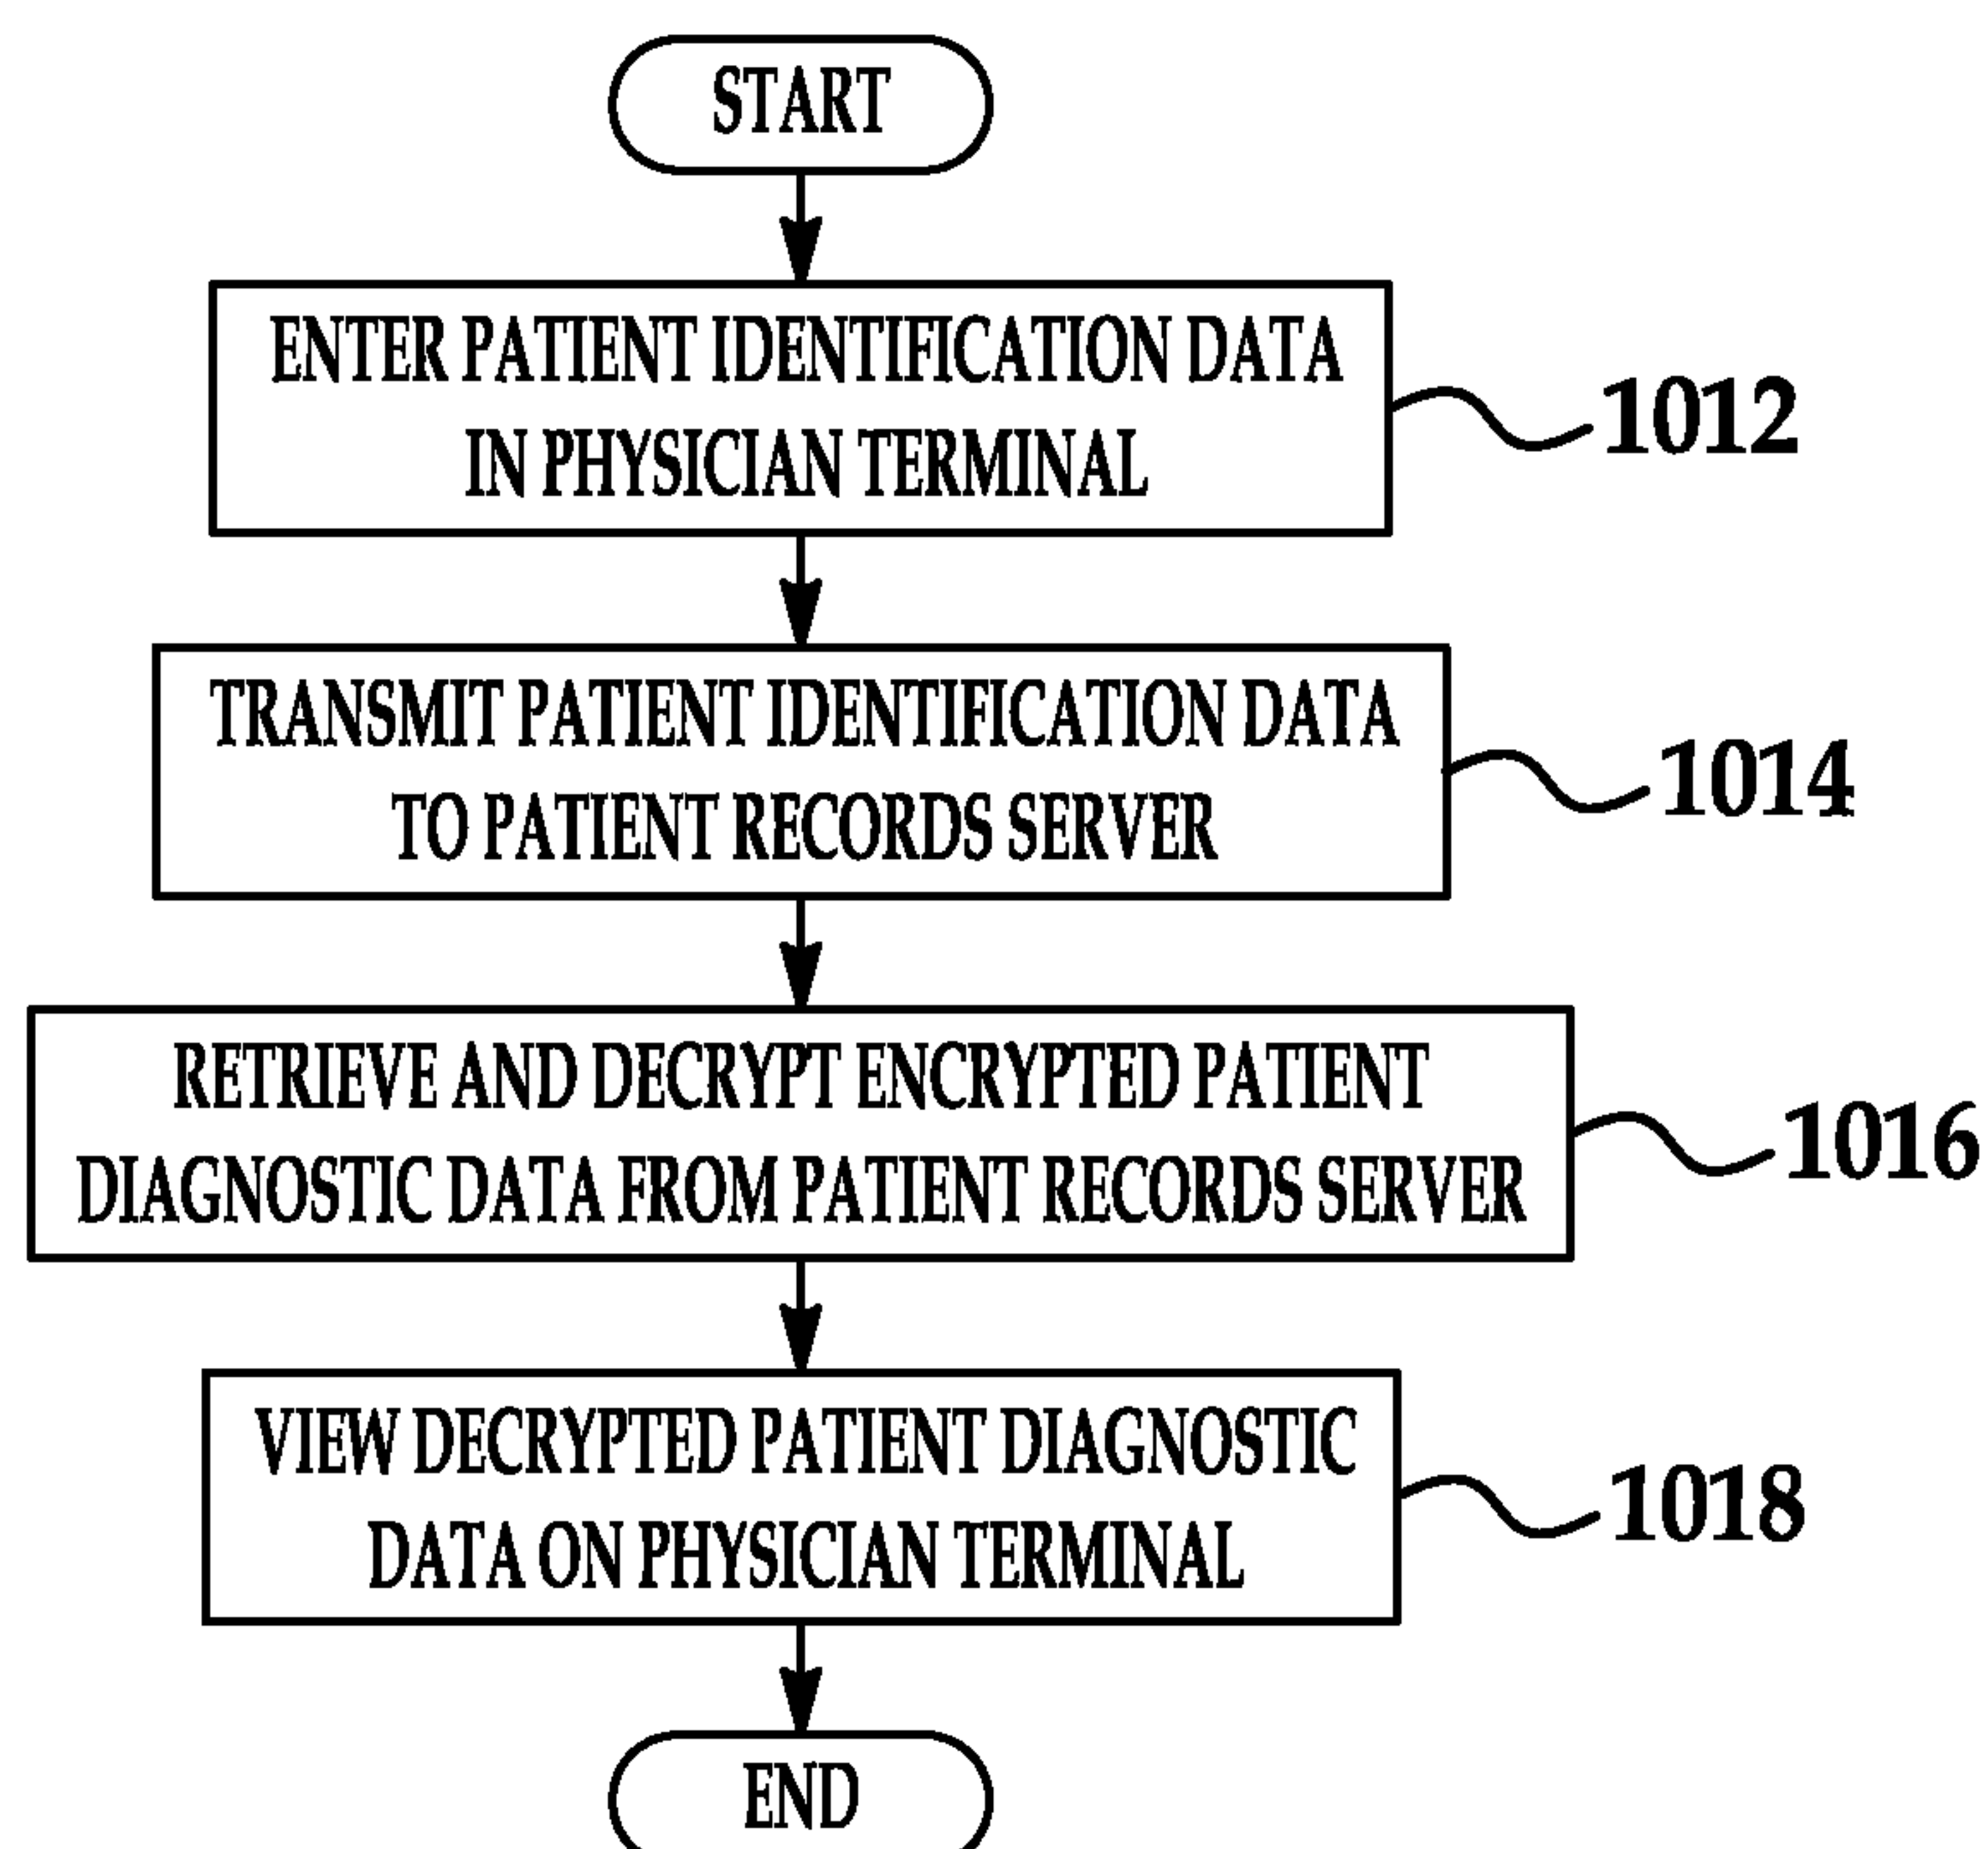 START
ENTER PATIENT IDENTIFICATION DATA
IN PHYSICIAN TERMINAL
1012
TRANSMIT PATIENT IDENTIFICATION DATA
TO PATIENT RECORDS SERVER
1014
RETRIEVE AND DECRYPT ENCRYPTED PATIENT
DIAGNOSTIC DATA FROM PATIENT RECORDS SERVER
1016
VIEW DECRYPTED PATIENT DIAGNOSTIC
DATA ON PHYSICIAN TERMINAL
1018
END